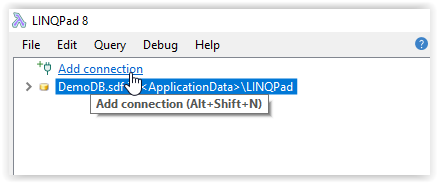 LINQPad 8
File Edit Query Debug Help
Add connection
DemoDB.sdf <ApplicationData>\LINQPad
Add connection (Alt+Shift+N)